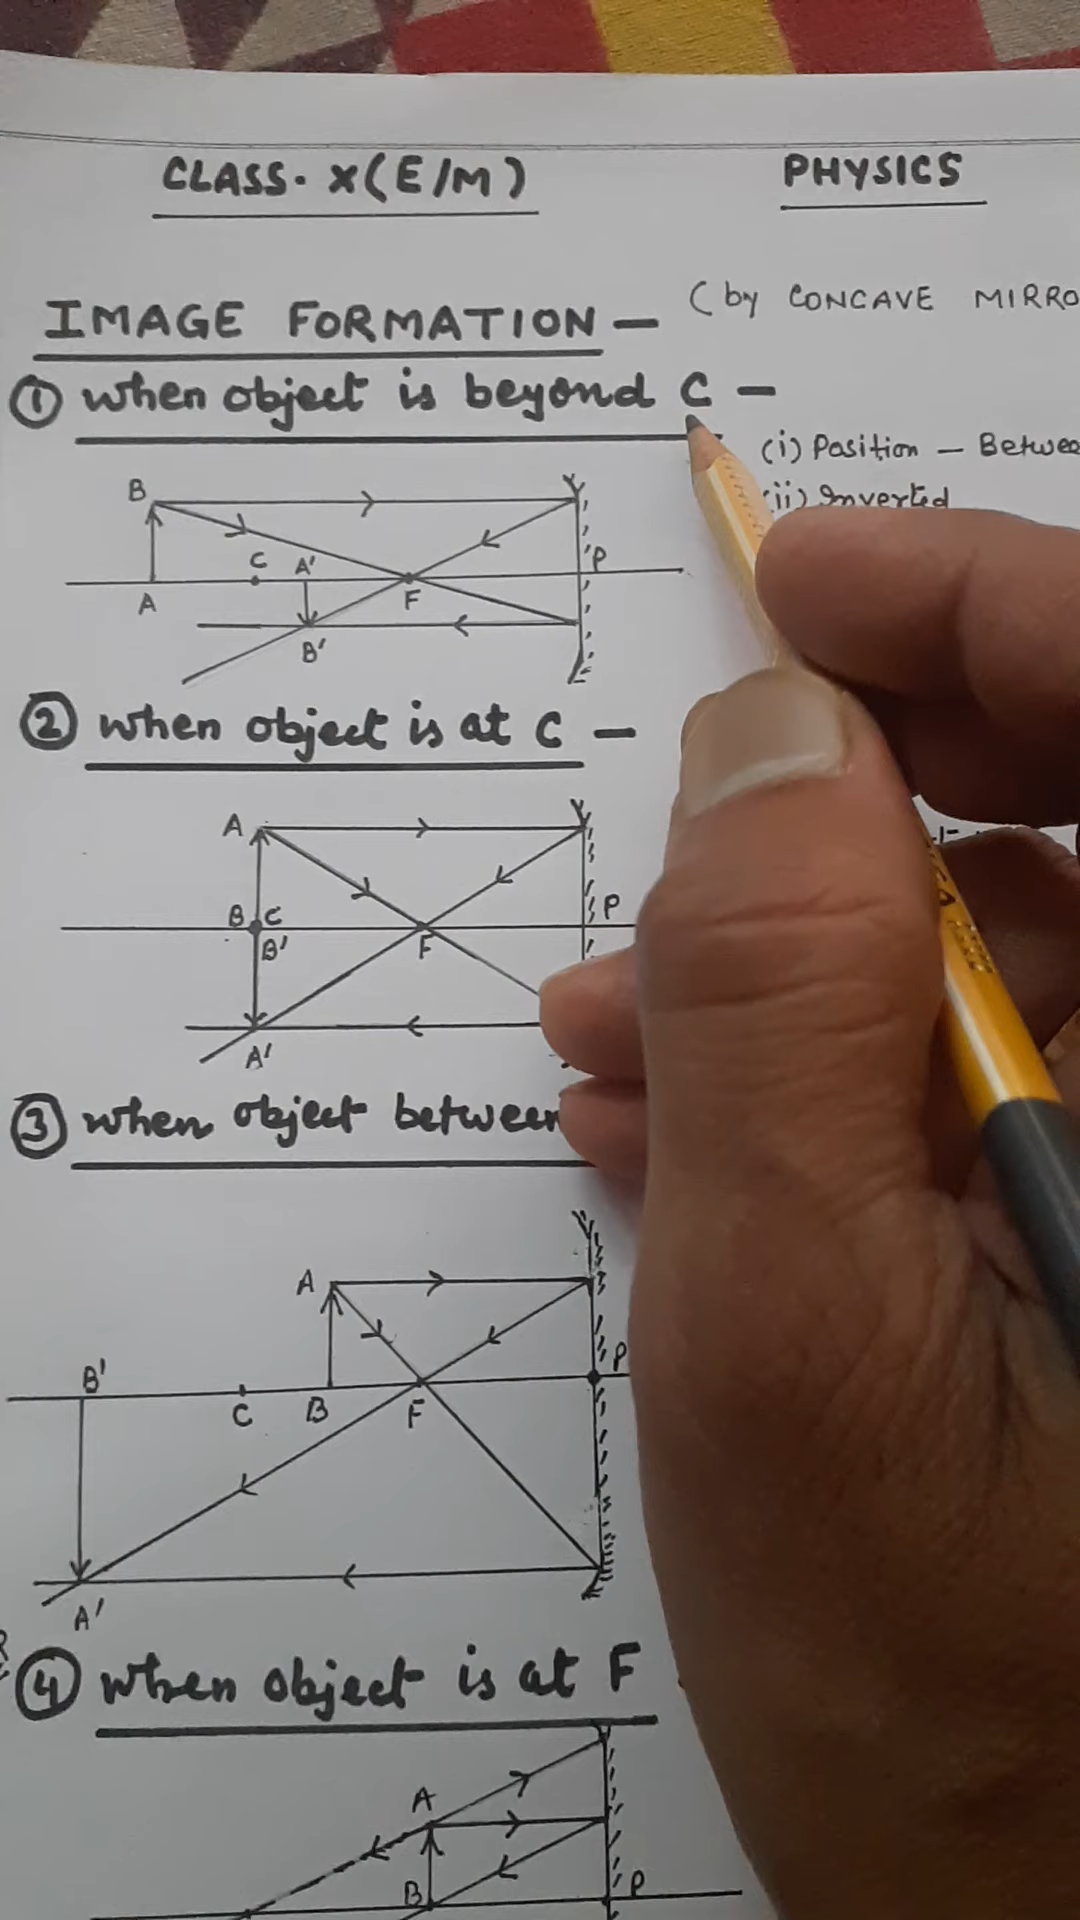 CLASS. X(E/M)
PHYSICS
IMAGE FORMATION —
(by CONCAVE
① when object is beyond C —
(i) Position —
(ii) Inverted
B
C A'
P
A
F
B'
② when object is at C —
A
B C
P
B'
F
A'
③ when object between
A
B'
P
C B F
A'
④ when object is at F
A
B
P